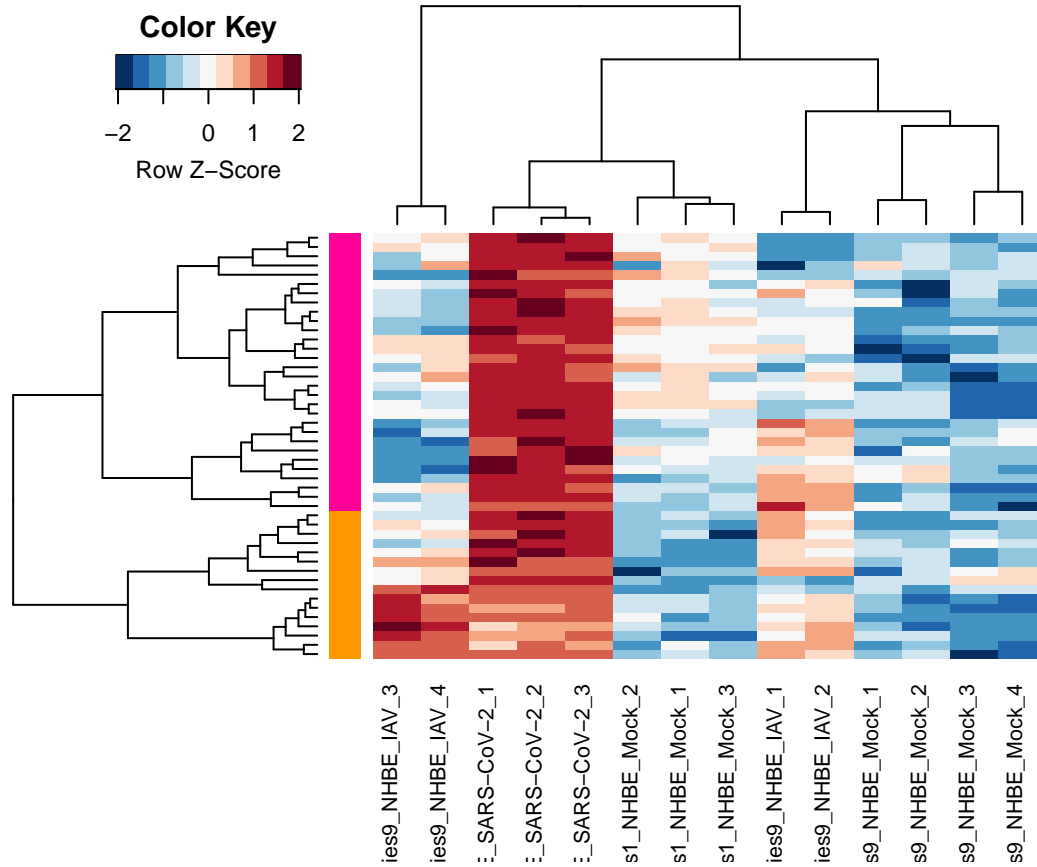 Color Key
−2 0 1 2
Row Z−Score
ies9_NHBE_IAV_3
ies9_NHBE_IAV_4
E_SARS−CoV−2_1
E_SARS−CoV−2_2
E_SARS−CoV−2_3
s1_NHBE_Mock_2
s1_NHBE_Mock_1
s1_NHBE_Mock_3
ies9_NHBE_IAV_1
ies9_NHBE_IAV_2
s9_NHBE_Mock_1
s9_NHBE_Mock_2
s9_NHBE_Mock_3
s9_NHBE_Mock_4